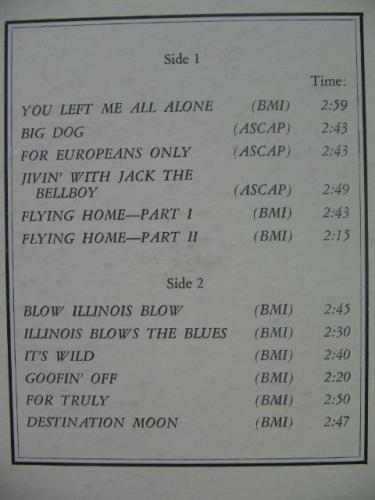 Side 1
Time:
YOU LEFT ME ALL ALONE (BMI) 2:59
BIG DOG (ASCAP) 2:43
FOR EUROPEANS ONLY (ASCAP) 2:43
JIVIN' WITH JACK THE
BELLBOY (ASCAP) 2:49
FLYING HOME—PART I (BMI) 2:43
FLYING HOME—PART II (BMI) 2:15
Side 2
BLOW ILLINOIS BLOW (BMI) 2:45
ILLINOIS BLOWS THE BLUES (BMI) 2:30
IT'S WILD (BMI) 2:40
GOOFIN' OFF (BMI) 2:20
FOR TRULY (BMI) 2:50
DESTINATION MOON (BMI) 2:47